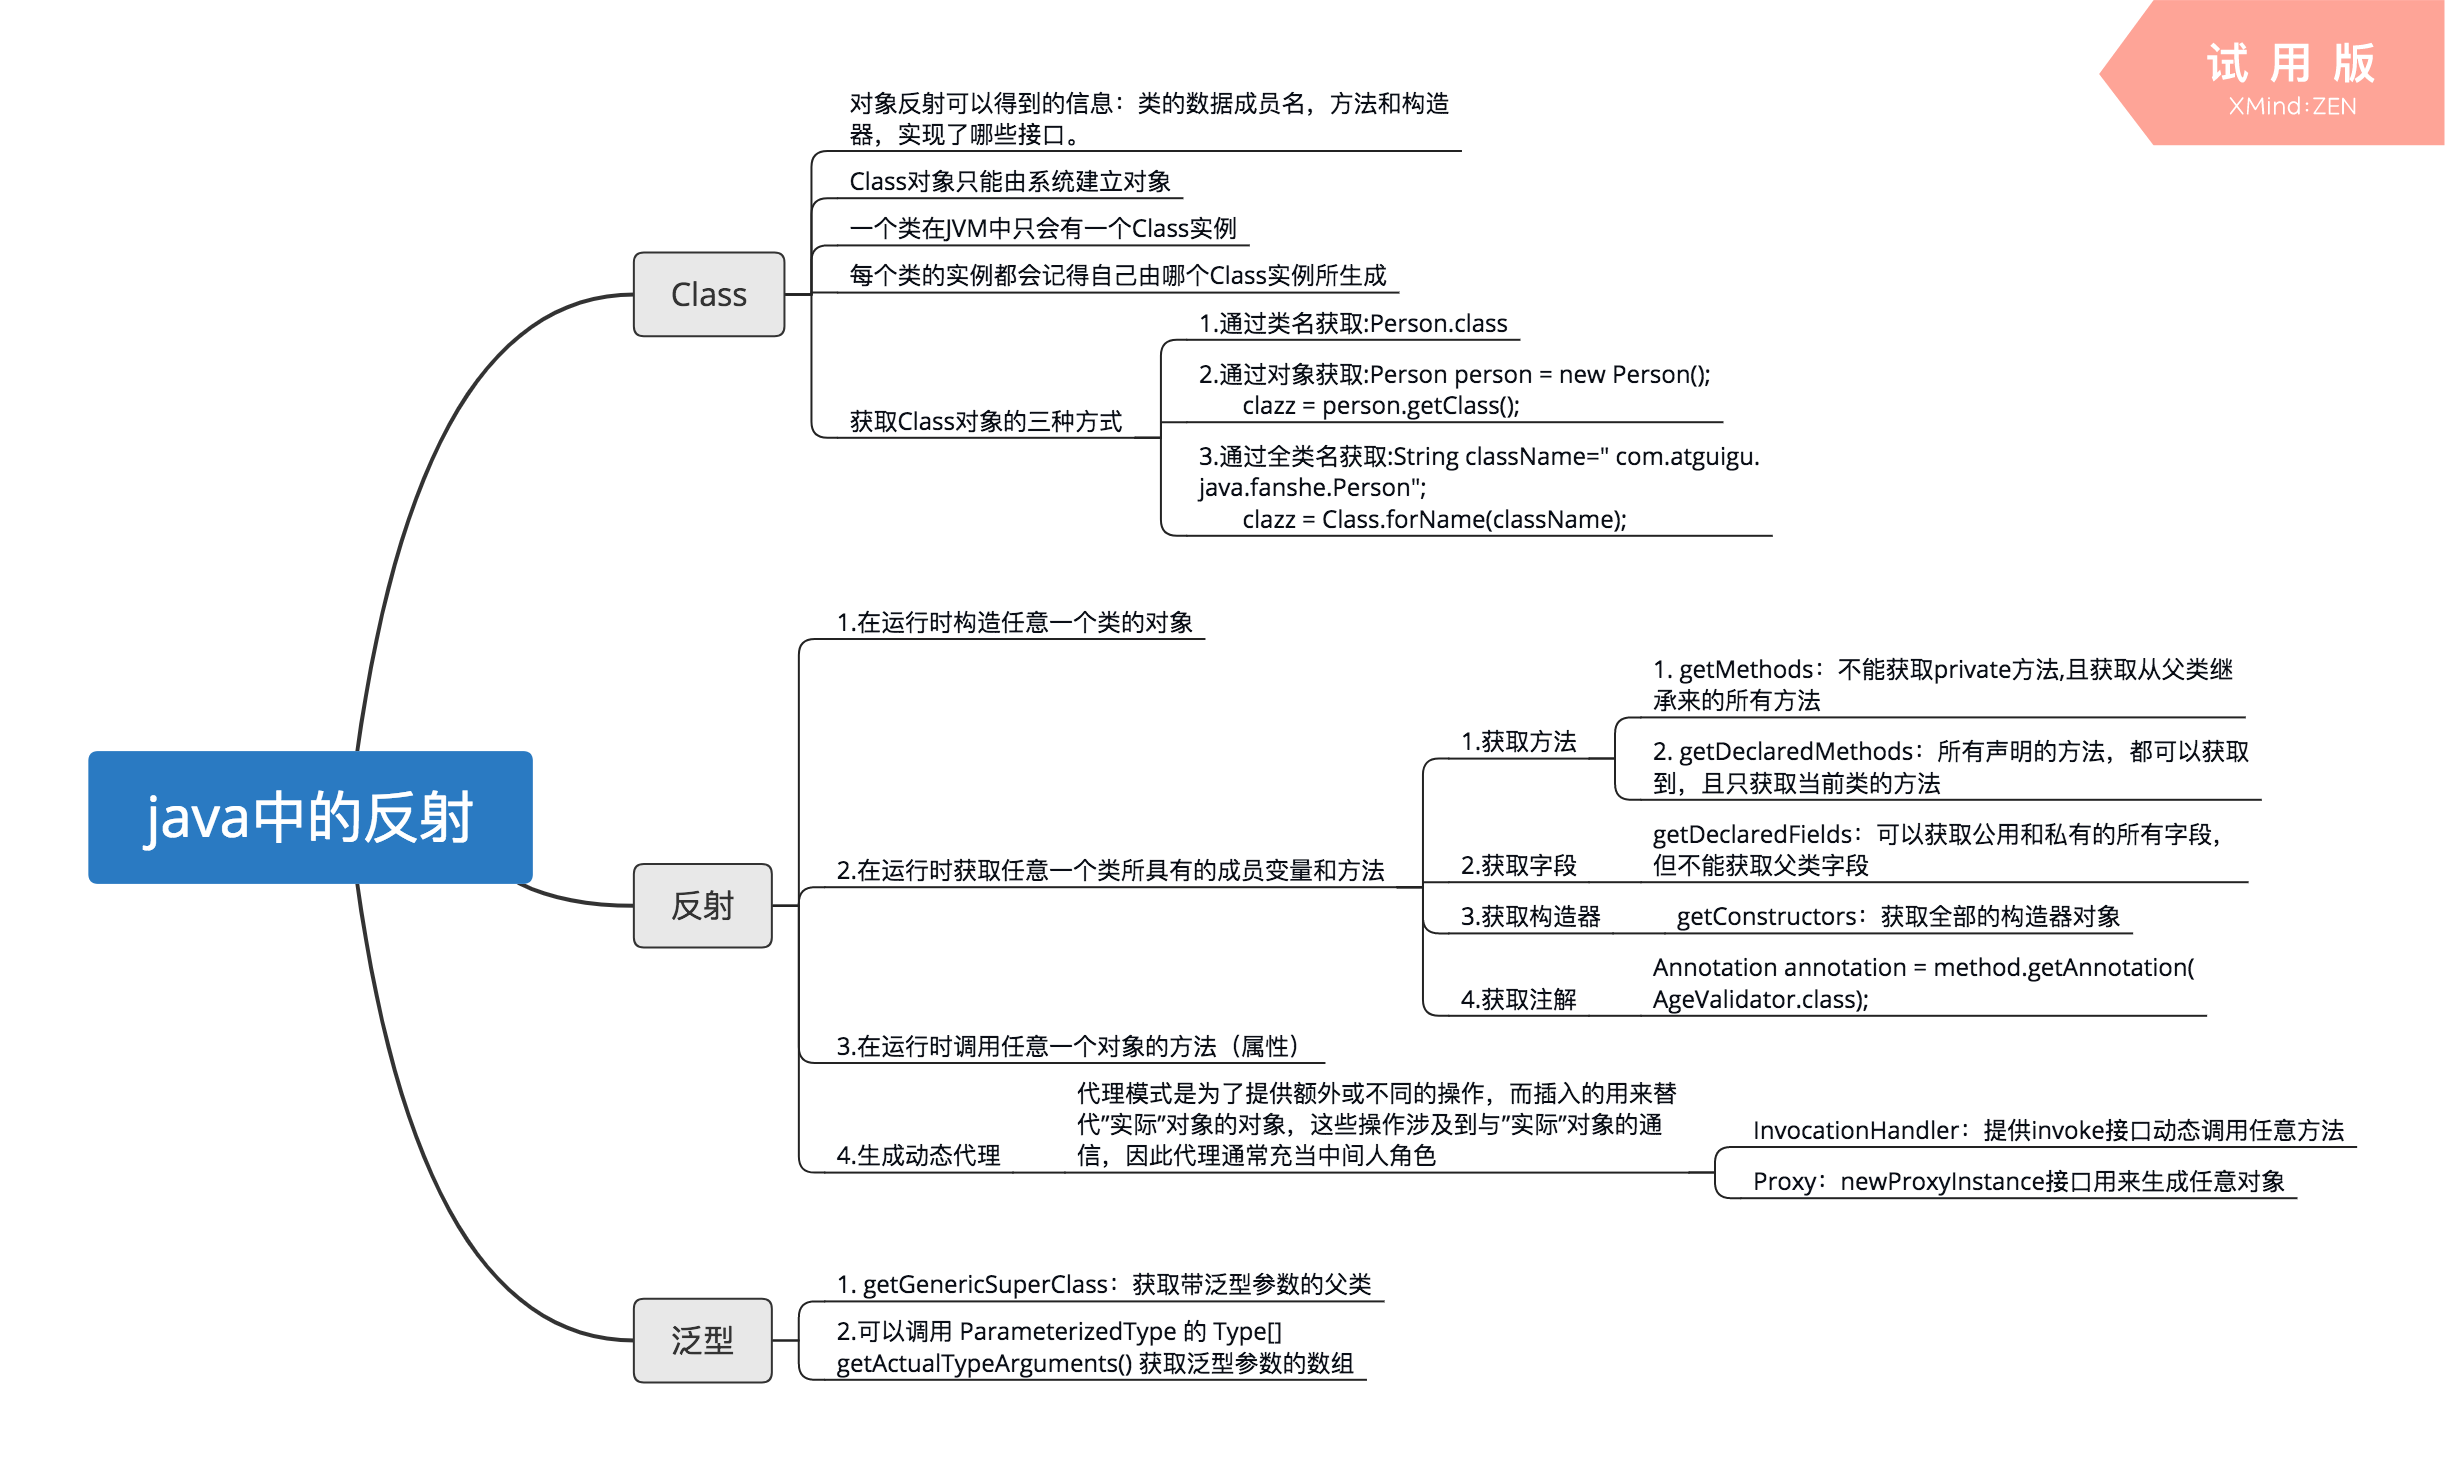 试 用 版
XMind:ZEN
java中的反射
Class
对象反射可以得到的信息：类的数据成员名，方法和构造
器，实现了哪些接口。
Class对象只能由系统建立对象
一个类在JVM中只会有一个Class实例
每个类的实例都会记得自己由哪个Class实例所生成
获取Class对象的三种方式
1.通过类名获取:Person.class
2.通过对象获取:Person person = new Person();
clazz = person.getClass();
3.通过全类名获取:String className=" com.atguigu.
java.fanshe.Person";
clazz = Class.forName(className);
反射
1.在运行时构造任意一个类的对象
2.在运行时获取任意一个类所具有的成员变量和方法
1.获取方法
1. getMethods：不能获取private方法,且获取从父类继
承来的所有方法
2. getDeclaredMethods：所有声明的方法，都可以获取
到，且只获取当前类的方法
2.获取字段
getDeclaredFields：可以获取公用和私有的所有字段，
但不能获取父类字段
3.获取构造器
getConstructors：获取全部的构造器对象
4.获取注解
Annotation annotation = method.getAnnotation(
AgeValidator.class);
3.在运行时调用任意一个对象的方法（属性）
4.生成动态代理
代理模式是为了提供额外或不同的操作，而插入的用来替
代”实际”对象的对象，这些操作涉及到与”实际”对象的通
信，因此代理通常充当中间人角色
InvocationHandler：提供invoke接口动态调用任意方法
Proxy：newProxyInstance接口用来生成任意对象
泛型
1. getGenericSuperClass：获取带泛型参数的父类
2.可以调用 ParameterizedType 的 Type[]
getActualTypeArguments() 获取泛型参数的数组